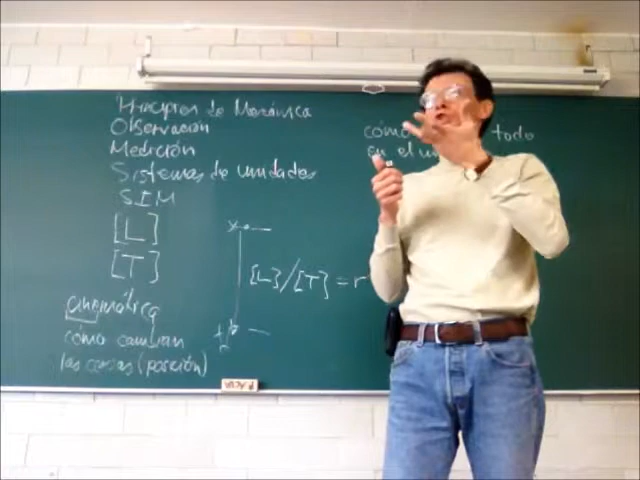 Principios de Mecánica
Observación
Medición
Sistemas de unidades
SIM
[L]
[T]
[L]/[T] = r
cinemática
cómo cambian
las cosas (posición)
cómo todo
en el